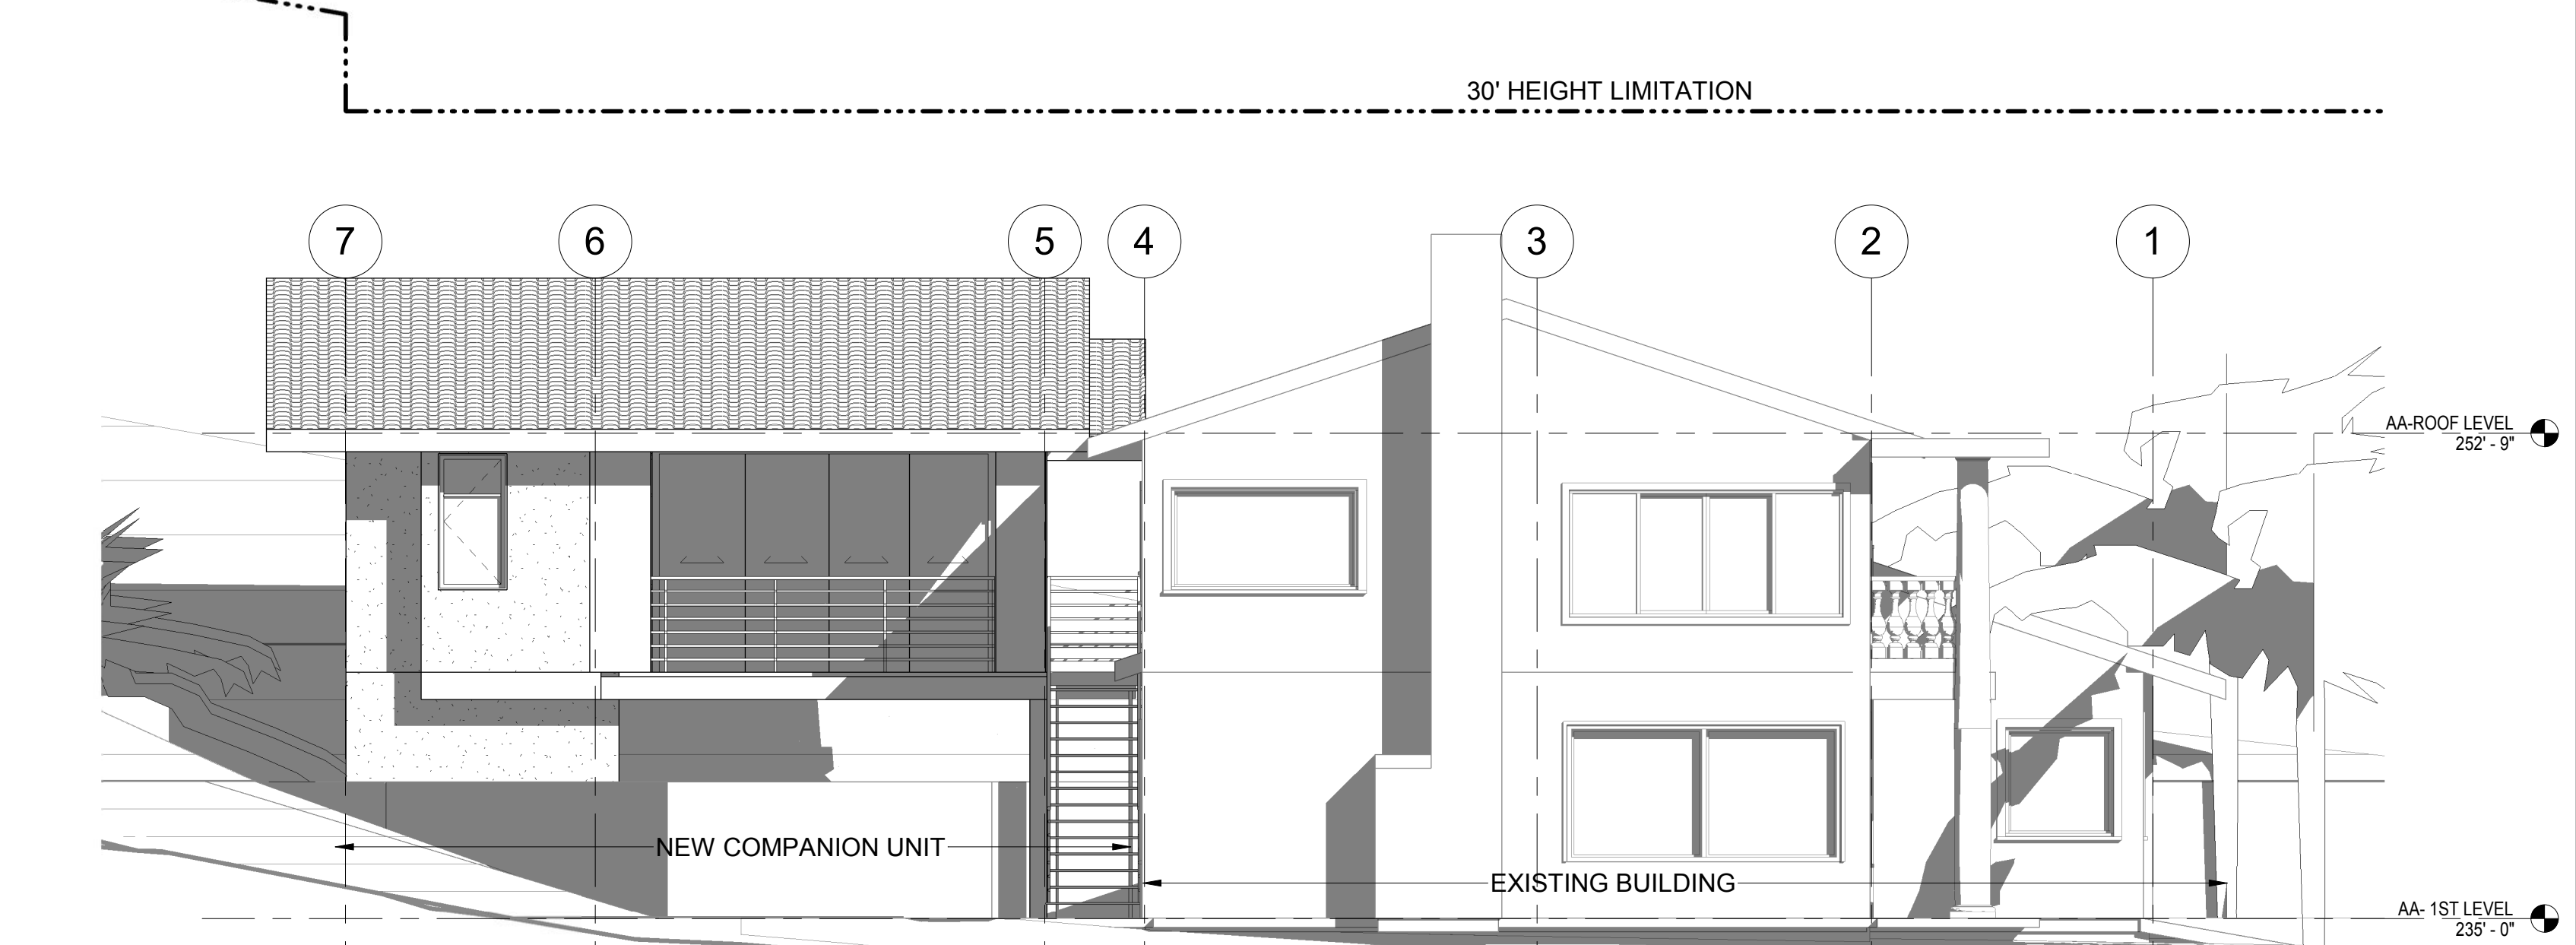 30' HEIGHT LIMITATION
7 6 5 4 3 2 1
AA-ROOF LEVEL
252' - 9"
NEW COMPANION UNIT
EXISTING BUILDING
AA- 1ST LEVEL
235' - 0"